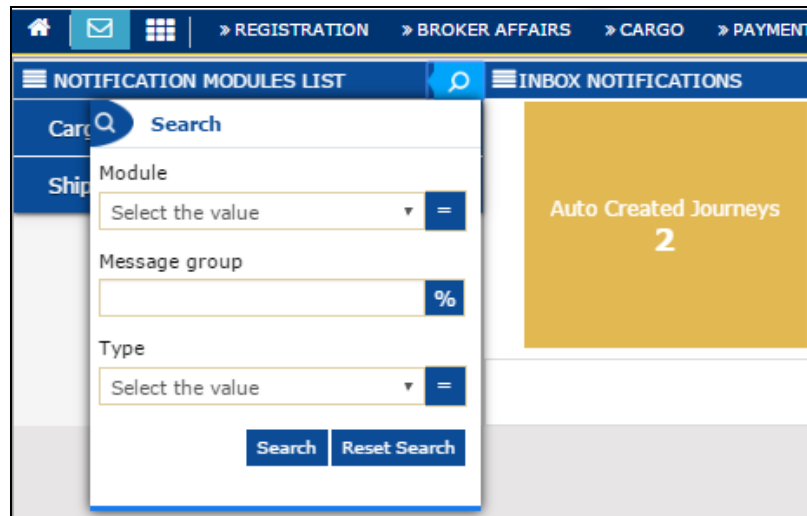 » REGISTRATION » BROKER AFFAIRS » CARGO » PAYMENT
NOTIFICATION MODULES LIST INBOX NOTIFICATIONS
Search
Module
Select the value =
Message group
%
Type
Select the value =
Search Reset Search
Auto Created Journeys
2